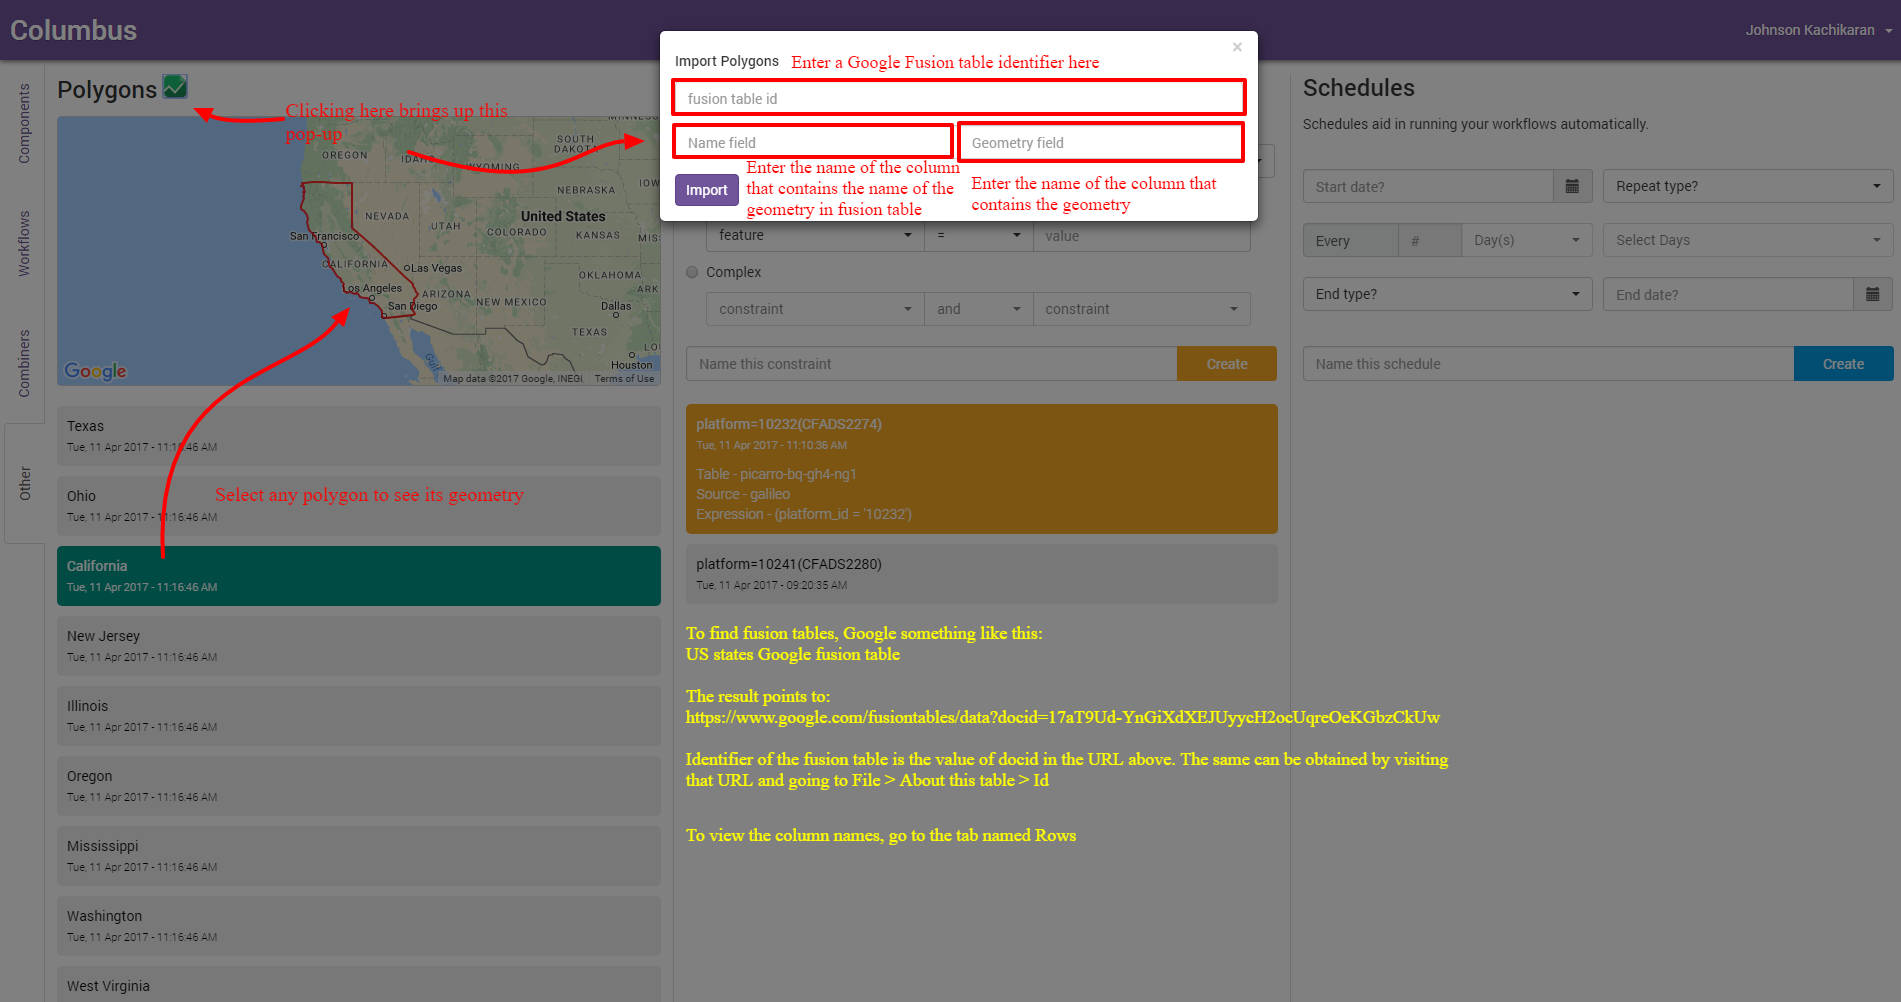 Columbus
Johnson Kachikaran
Components
Workflows
Combiners
Other
Polygons
Clicking here brings up this
pop-up
OREGON
IDAHO
WYOMING
SOUTH
DAKOTA
NEBRASKA
IOW
NEVADA
UTAH
COLORADO
United States
KANSAS
MIS
San Francisco
CALIFORNIA
Las Vegas
Los Angeles
San Diego
ARIZONA
NEW MEXICO
OKLAHOMA
ARK
Dallas
TEXAS
LO
Houston
Gulf of
Google
Map data ©2017 Google, INEGI
Terms of Use
Texas
Tue, 11 Apr 2017 - 11:16:46 AM
Ohio
Tue, 11 Apr 2017 - 11:16:46 AM
Select any polygon to see its geometry
California
Tue, 11 Apr 2017 - 11:16:46 AM
New Jersey
Tue, 11 Apr 2017 - 11:16:46 AM
Illinois
Tue, 11 Apr 2017 - 11:16:46 AM
Oregon
Tue, 11 Apr 2017 - 11:16:46 AM
Mississippi
Tue, 11 Apr 2017 - 11:16:46 AM
Washington
Tue, 11 Apr 2017 - 11:16:46 AM
West Virginia
×
Import Polygons Enter a Google Fusion table identifier here
fusion table id
Name field
Geometry field
Import
Enter the name of the column
that contains the name of the
geometry in fusion table
Enter the name of the column that
contains the geometry
feature
=
value
Complex
constraint
and
constraint
Name this constraint
Create
platform=10232(CFADS2274)
Tue, 11 Apr 2017 - 11:10:36 AM
Table - picarro-bq-gh4-ng1
Source - galileo
Expression - (platform_id = '10232')
platform=10241(CFADS2280)
Tue, 11 Apr 2017 - 09:20:35 AM
To find fusion tables, Google something like this:
US states Google fusion table
The result points to:
https://www.google.com/fusiontables/data?docid=17aT9Ud-YnGiXdXEJUyycH2ocUqreOeKGbzCkUw
Identifier of the fusion table is the value of docid in the URL above. The same can be obtained by visiting
that URL and going to File > About this table > Id
To view the column names, go to the tab named Rows
Schedules
Schedules aid in running your workflows automatically.
Start date?
Repeat type?
Every
#
Day(s)
Select Days
End type?
End date?
Name this schedule
Create